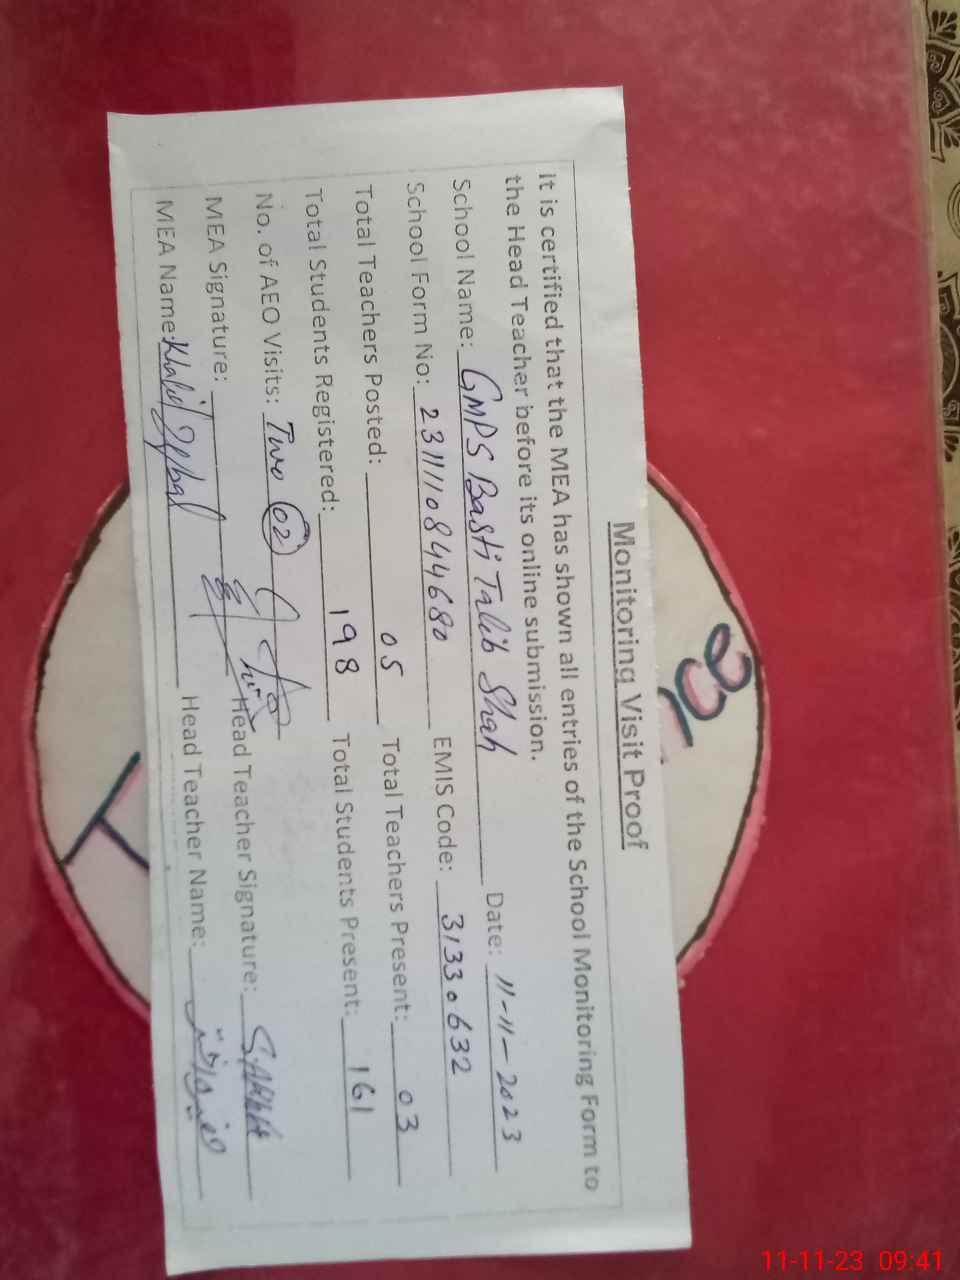 Monitoring Visit Proof
It is certified that the MEA has shown all entries of the School Monitoring Form to
the Head Teacher before its online submission.
School Name: GMPS Basti Talib Shah Date: 11-11-2023
School Form No: 231111084 4680 EMIS Code: 31330632
Total Teachers Posted: 05 Total Teachers Present: 03
Total Students Registered: 198 Total Students Present: 161
No. of AEO Visits: Two 02
MEA Signature: Head Teacher Signature:
MEA Name: Khalid Iqbal Head Teacher Name:
11-11-23 09:41